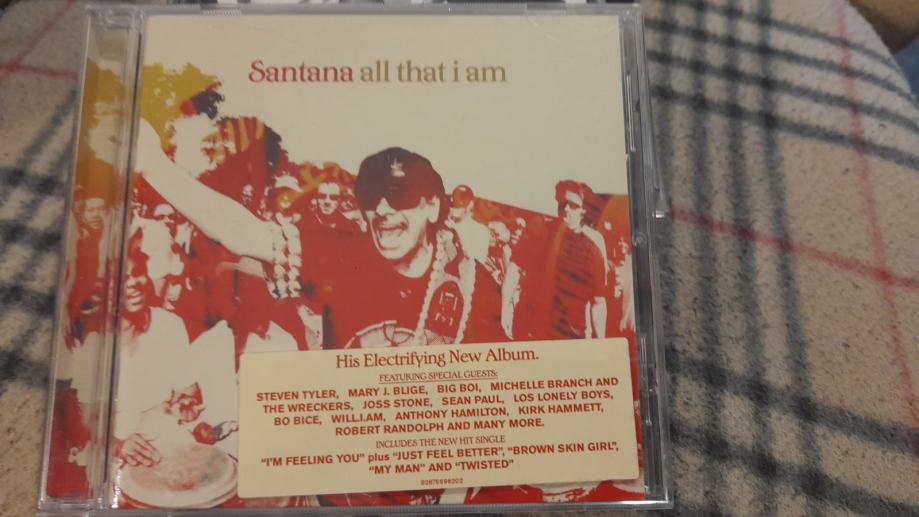 Santana all that i am
His Electrifying New Album.
FEATURING SPECIAL GUESTS:
STEVEN TYLER, MARY J. BLIGE, BIG BOI, MICHELLE BRANCH AND
THE WRECKERS, JOSS STONE, SEAN PAUL, LOS LONELY BOYS,
BO BICE, WILL.I.AM, ANTHONY HAMILTON, KIRK HAMMETT,
ROBERT RANDOLPH AND MANY MORE.
INCLUDES THE NEW HIT SINGLE
"I'M FEELING YOU" plus "JUST FEEL BETTER", "BROWN SKIN GIRL",
"MY MAN" AND "TWISTED"